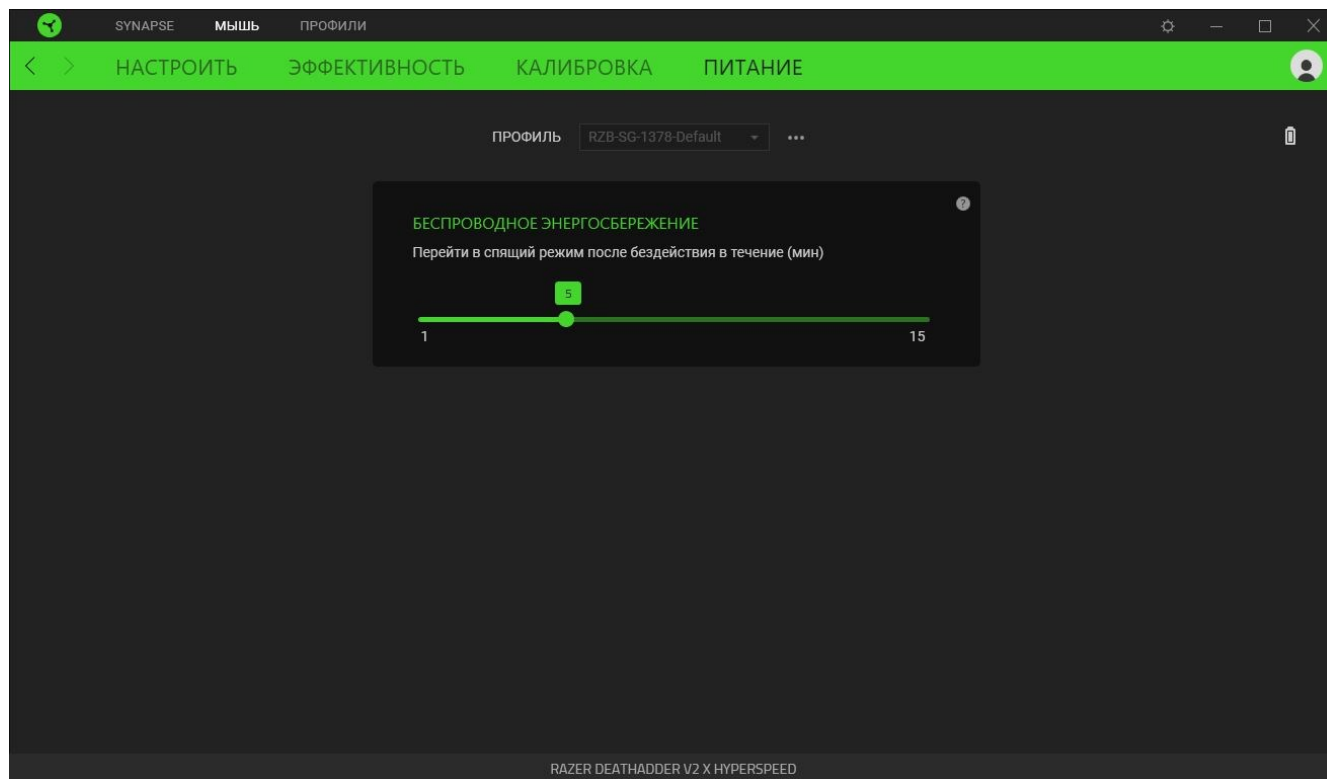 SYNAPSE МЫШЬ ПРОФИЛИ
НАСТРОИТЬ ЭФФЕКТИВНОСТЬ КАЛИБРОВКА ПИТАНИЕ
ПРОФИЛЬ RZB-SG-1378-Default
БЕСПРОВОДНОЕ ЭНЕРГОСБЕРЕЖЕНИЕ
Перейти в спящий режим после бездействия в течение (мин)
5
1 15
RAZER DEATHADDER V2 X HYPERSPEED